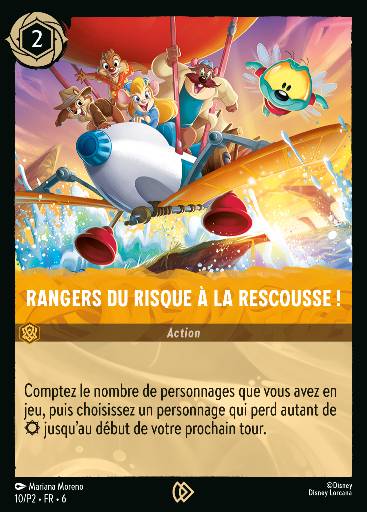 2
RANGERS DU RISQUE À LA RESCOUSSE !
Action
Comptez le nombre de personnages que vous avez en
jeu, puis choisissez un personnage qui perd autant de
jusqu'au début de votre prochain tour.
Mariana Moreno
10/P2 • FR • 6
©Disney
Disney Lorcana